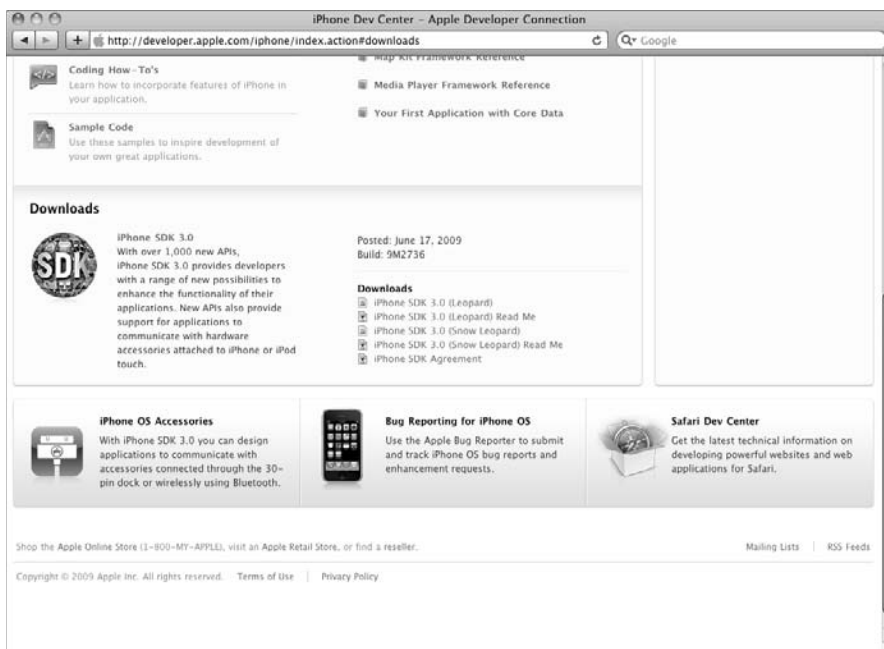 iPhone Dev Center – Apple Developer Connection
http://developer.apple.com/iphone/index.action#downloads
Google
Map Kit Framework Reference
Coding How-To's
Learn how to incorporate features of iPhone in
your application.
Media Player Framework Reference
Your First Application with Core Data
Sample Code
Use these samples to inspire development of
your own great applications.
Downloads
SDK
iPhone SDK 3.0
With over 1,000 new APIs,
iPhone SDK 3.0 provides developers
with a range of new possibilities to
enhance the functionality of their
applications. New APIs also provide
support for applications to
communicate with hardware
accessories attached to iPhone or iPod
touch.
Posted: June 17, 2009
Build: 9M2736
Downloads
iPhone SDK 3.0 (Leopard)
iPhone SDK 3.0 (Leopard) Read Me
iPhone SDK 3.0 (Snow Leopard)
iPhone SDK 3.0 (Snow Leopard) Read Me
iPhone SDK Agreement
iPhone OS Accessories
With iPhone SDK 3.0 you can design
applications to communicate with
accessories connected through the 30-
pin dock or wirelessly using Bluetooth.
Bug Reporting for iPhone OS
Use the Apple Bug Reporter to submit
and track iPhone OS bug reports and
enhancement requests.
Safari Dev Center
Get the latest technical information on
developing powerful websites and web
applications for Safari.
Shop the Apple Online Store (1-800-MY-APPLE), visit an Apple Retail Store, or find a reseller.
Mailing Lists
RSS Feeds
Copyright © 2009 Apple Inc. All rights reserved.
Terms of Use
Privacy Policy